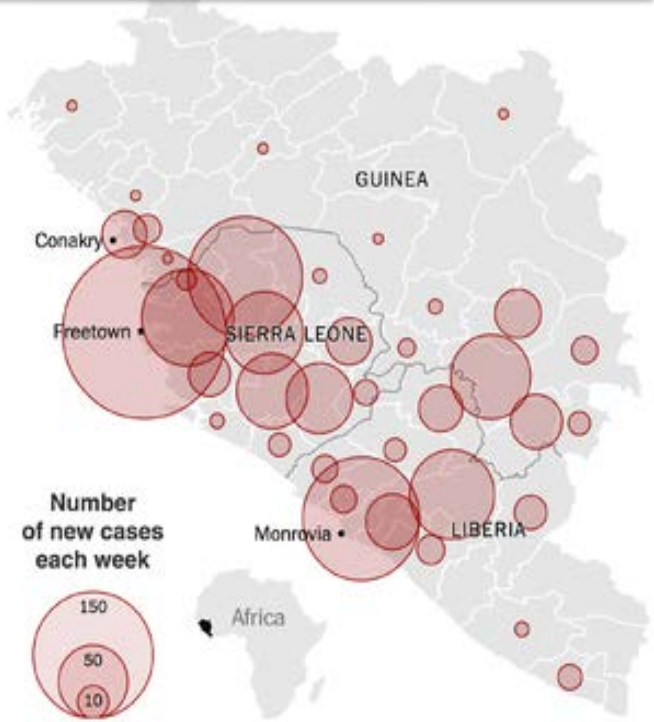 GUINEA
Conakry
Freetown
SIERRA LEONE
Number
of new cases
each week
Monrovia
LIBERIA
150
50
10
Africa